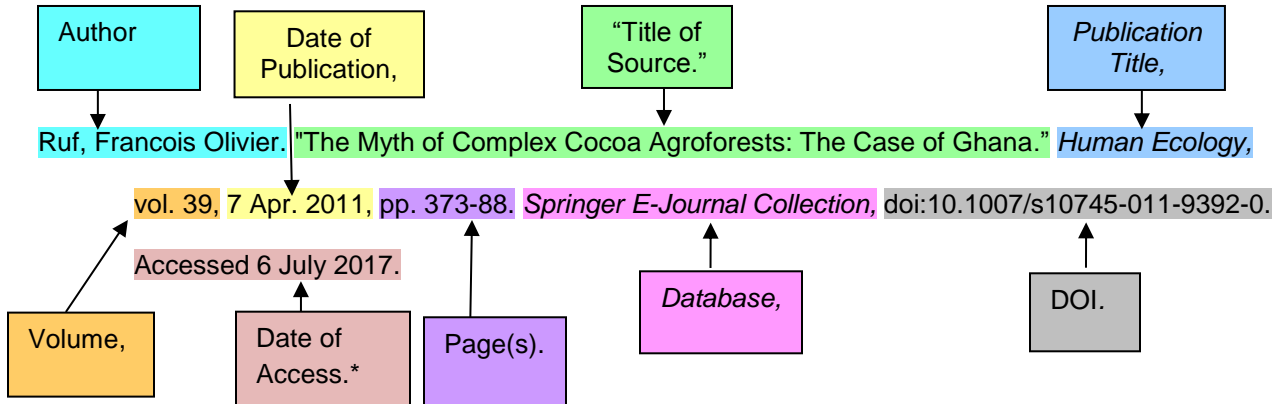 Author
Date of
Publication,
“Title of
Source.”
Publication
Title,
Ruf, Francois Olivier. "The Myth of Complex Cocoa Agroforests: The Case of Ghana.” Human Ecology,
vol. 39, 7 Apr. 2011, pp. 373-88. Springer E-Journal Collection, doi:10.1007/s10745-011-9392-0.
Accessed 6 July 2017.
Volume,
Date of
Access.*
Page(s).
Database,
DOI.